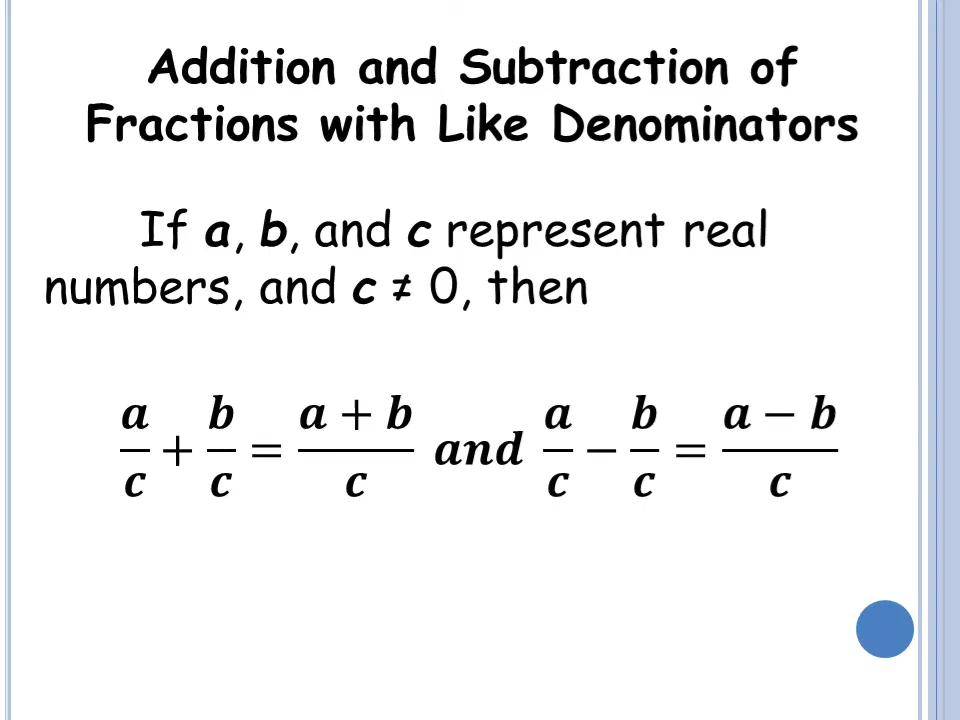 Addition and Subtraction of
Fractions with Like Denominators
If a, b, and c represent real
numbers, and c ≠ 0, then
a/c + b/c = (a + b)/c and a/c − b/c = (a − b)/c